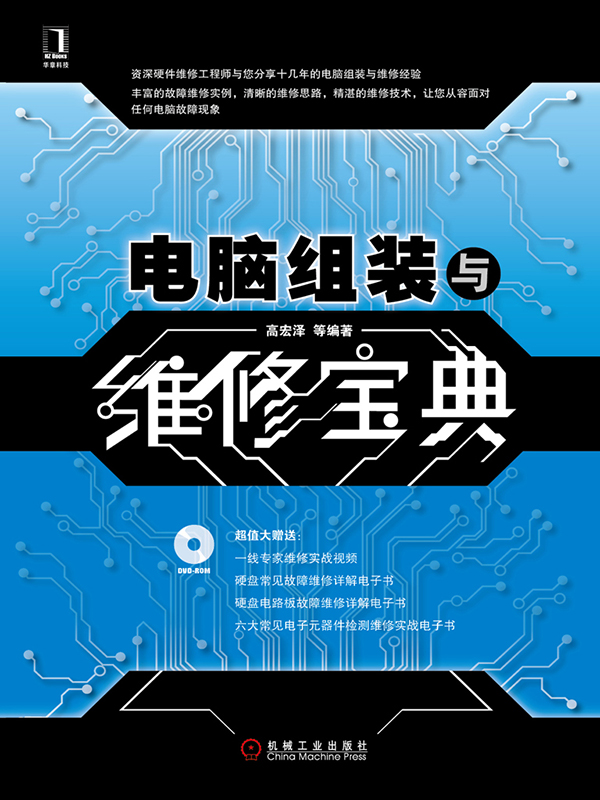 HZ Books
华章科技
资深硬件维修工程师与您分享十几年的电脑组装与维修经验
丰富的故障维修实例，清晰的维修思路，精湛的维修技术，让您从容面对
任何电脑故障现象
电脑组装与
高宏泽 等编著
维修宝典
超值大赠送：
一线专家维修实战视频
硬盘常见故障维修详解电子书
硬盘电路板故障维修详解电子书
六大常见电子元器件检测维修实战电子书
DVD-ROM
机械工业出版社
China Machine Press